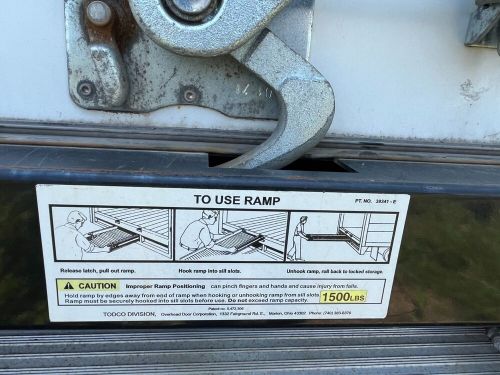 TO USE RAMP
PT. NO. 39341 - E
Release latch, pull out ramp.
Hook ramp into sill slots.
Unhook ramp, roll back to locked storage.
CAUTION Improper Ramp Positioning can pinch fingers and hands and cause injury from falls.
Hold ramp by edges away from end of ramp when hooking or unhooking ramp from sill slots.
Ramp must be securely hooked into sill slots before use. Do not exceed ramp capacity.
1500LBS
TODCO DIVISION, Overhead Door Corporation, 1332 Fairground Rd. E., Marion, Ohio 43302 Phone: